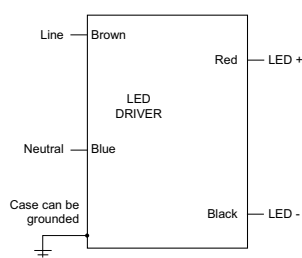 Line
Brown
Red
LED +
LED
DRIVER
Neutral
Blue
Case can be
grounded
Black
LED -